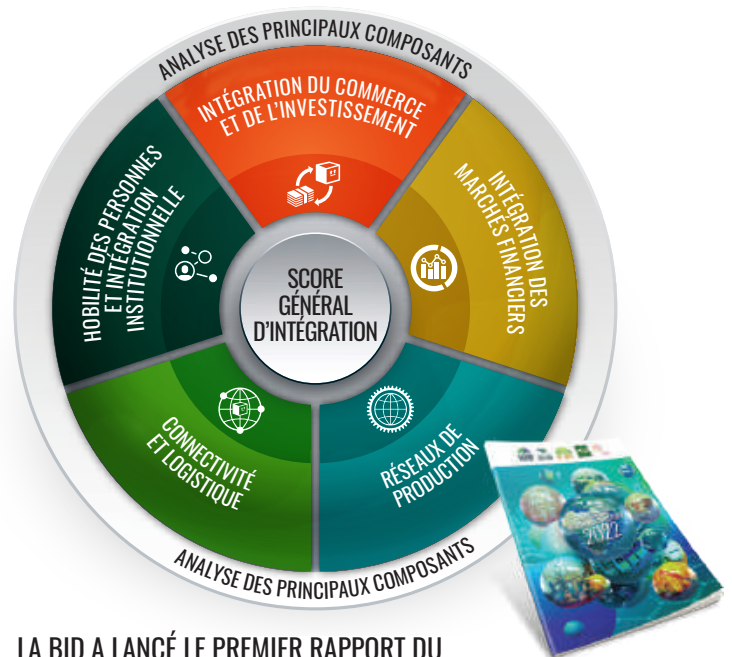 ANALYSE DES PRINCIPAUX COMPOSANTS
INTÉGRATION DU COMMERCE
ET DE L'INVESTISSEMENT
INTÉGRATION DES
MARCHÉS FINANCIERS
HOBILITÉ DES PERSONNES
ET INTÉGRATION
INSTITUTIONNELLE
SCORE
GÉNÉRAL
D'INTÉGRATION
CONNECTIVITÉ
ET LOGISTIQUE
RÉSEAUX DE
PRODUCTION
2022
ANALYSE DES PRINCIPAUX COMPOSANTS
LA BID A LANCÉ LE PREMIER RAPPORT DU